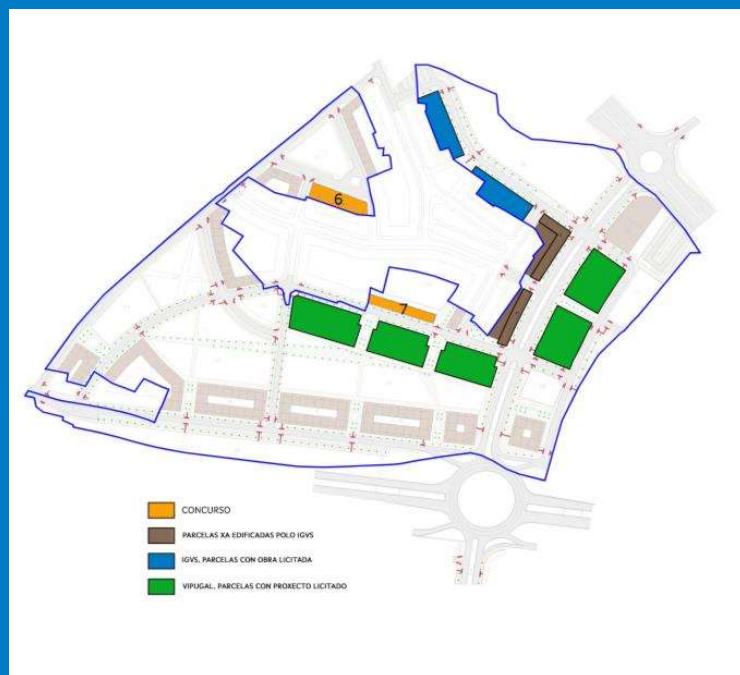 6
7
CONCURSO
PARCELAS XA EDIFICADAS POLO IGVS
IGVS. PARCELAS CON OBRA LICITADA
VIPUGAL. PARCELAS CON PROXECTO LICITADO